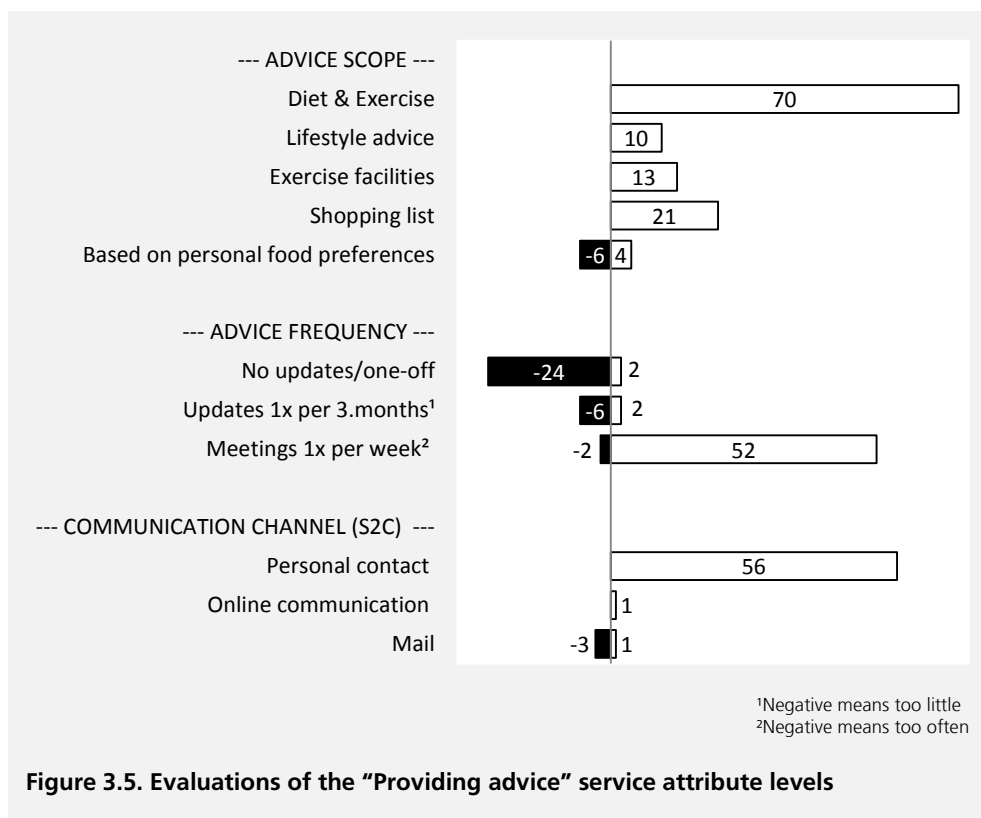 --- ADVICE SCOPE ---
Diet & Exercise 70
Lifestyle advice 10
Exercise facilities 13
Shopping list 21
Based on personal food preferences -6 4
--- ADVICE FREQUENCY ---
No updates/one-off -24 2
Updates 1x per 3.months¹ -6 2
Meetings 1x per week² -2 52
--- COMMUNICATION CHANNEL (S2C) ---
Personal contact 56
Online communication 1
Mail -3 1
¹Negative means too little
²Negative means too often
Figure 3.5. Evaluations of the “Providing advice” service attribute levels